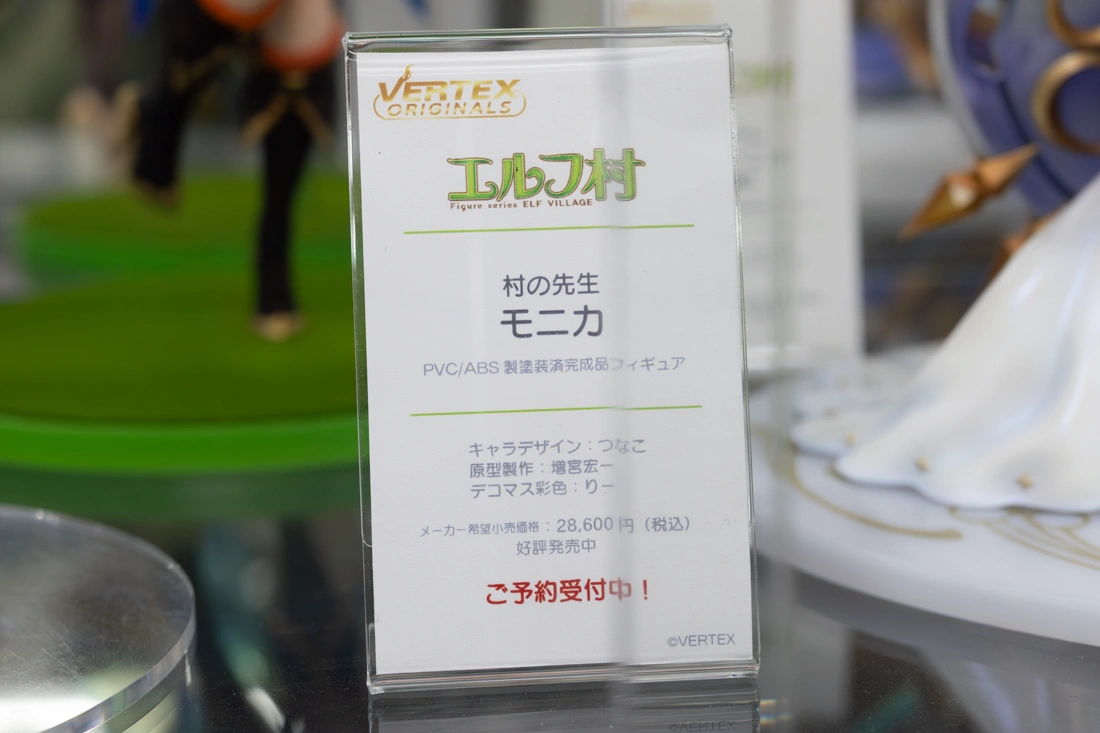 VERTEX
ORIGINALS
エルフ村
Figure series ELF VILLAGE
村の先生
モニカ
PVC/ABS 製塗装済完成品フィギュア
キャラデザイン：つなこ
原型製作：増宮宏一
デコマス彩色：りー
メーカー希望小売価格：28,600円（税込）
好評発売中
ご予約受付中！
©VERTEX